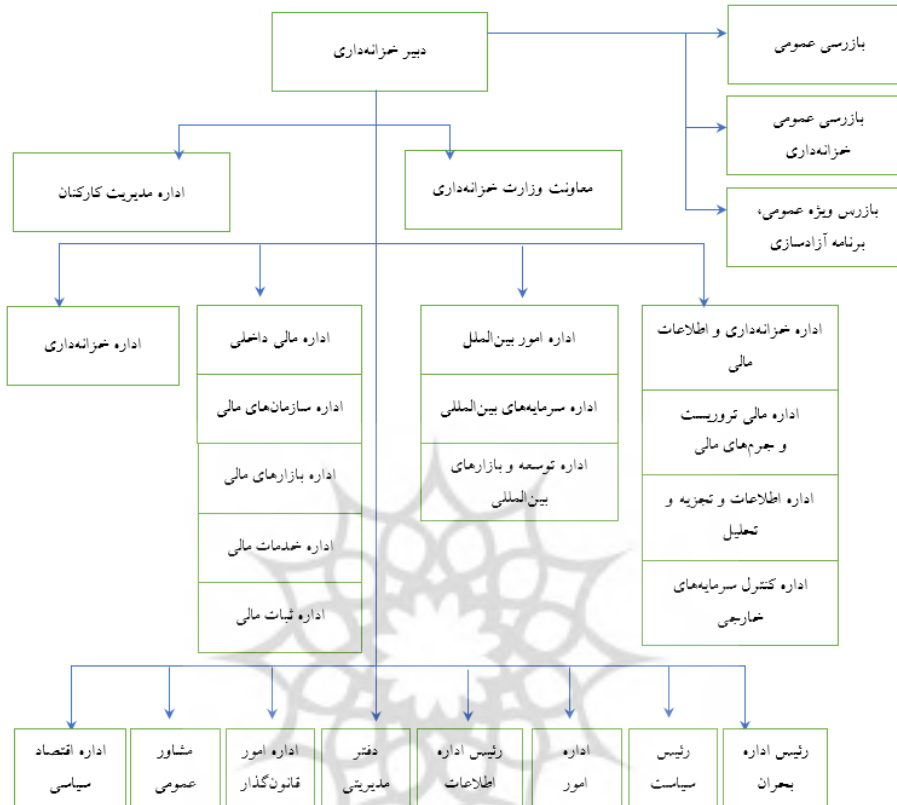 دبیر خزانه‌داری
بازرسی عمومی
بازرسی عمومی
خزانه‌داری
بازرس ویژه عمومی،
برنامه آزادسازی
معاونت وزارت خزانه‌داری
اداره مدیریت کارکنان
اداره خزانه‌داری و اطلاعات
مالی
اداره مالی تروریست
و جرم‌های مالی
اداره اطلاعات و تجزیه و
تحلیل
اداره کنترل سرمایه‌های
خارجی
اداره امور بین‌الملل
اداره سرمایه‌های بین‌المللی
اداره توسعه و بازارهای
بین‌المللی
اداره مالی داخلی
اداره سازمان‌های مالی
اداره بازارهای مالی
اداره خدمات مالی
اداره ثبات مالی
اداره خزانه‌داری
رئیس اداره
بحران
رئیس
سیاست
اداره
امور
رئیس اداره
اطلاعات
دفتر
مدیریتی
اداره امور
قانون‌گذار
مشاور
عمومی
اداره اقتصاد
سیاسی